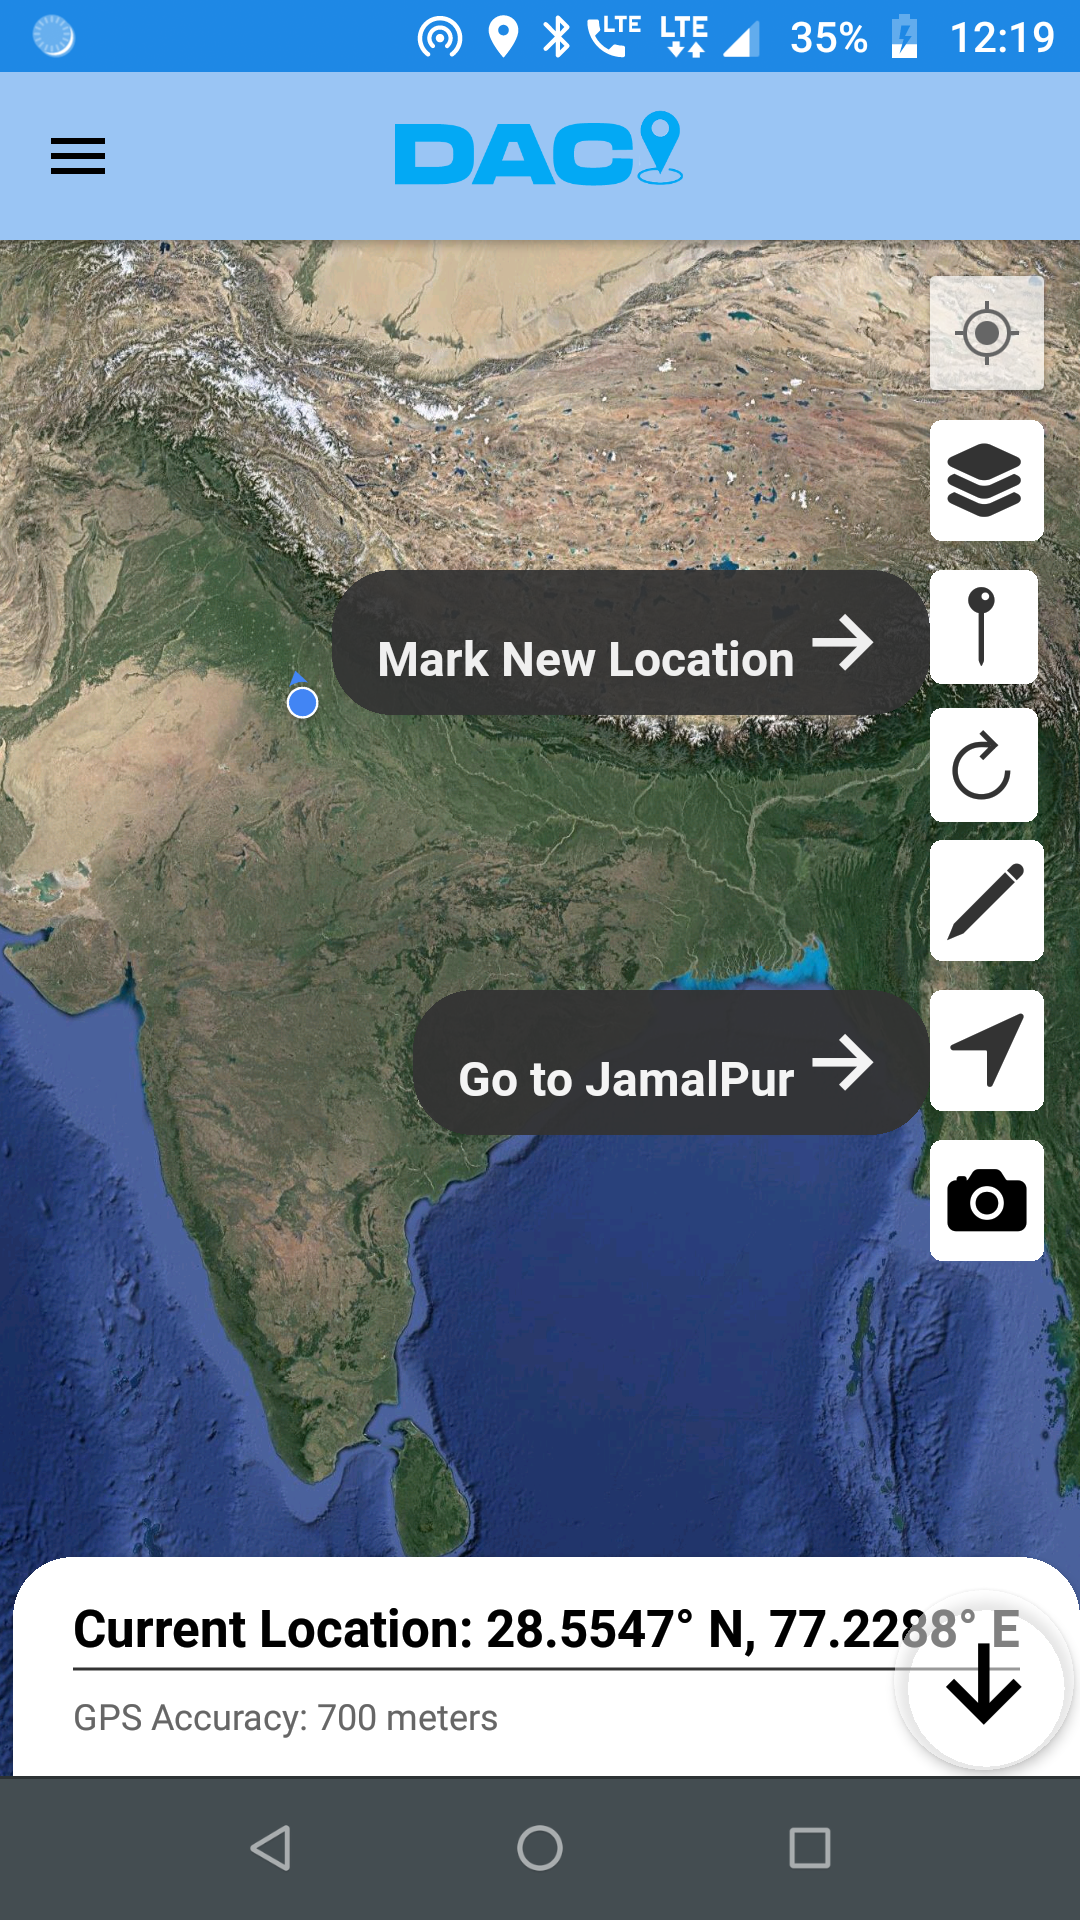 LTE LTE 35% 12:19
DAC
Mark New Location
Go to JamalPur
Current Location: 28.5547° N, 77.2288° E
GPS Accuracy: 700 meters